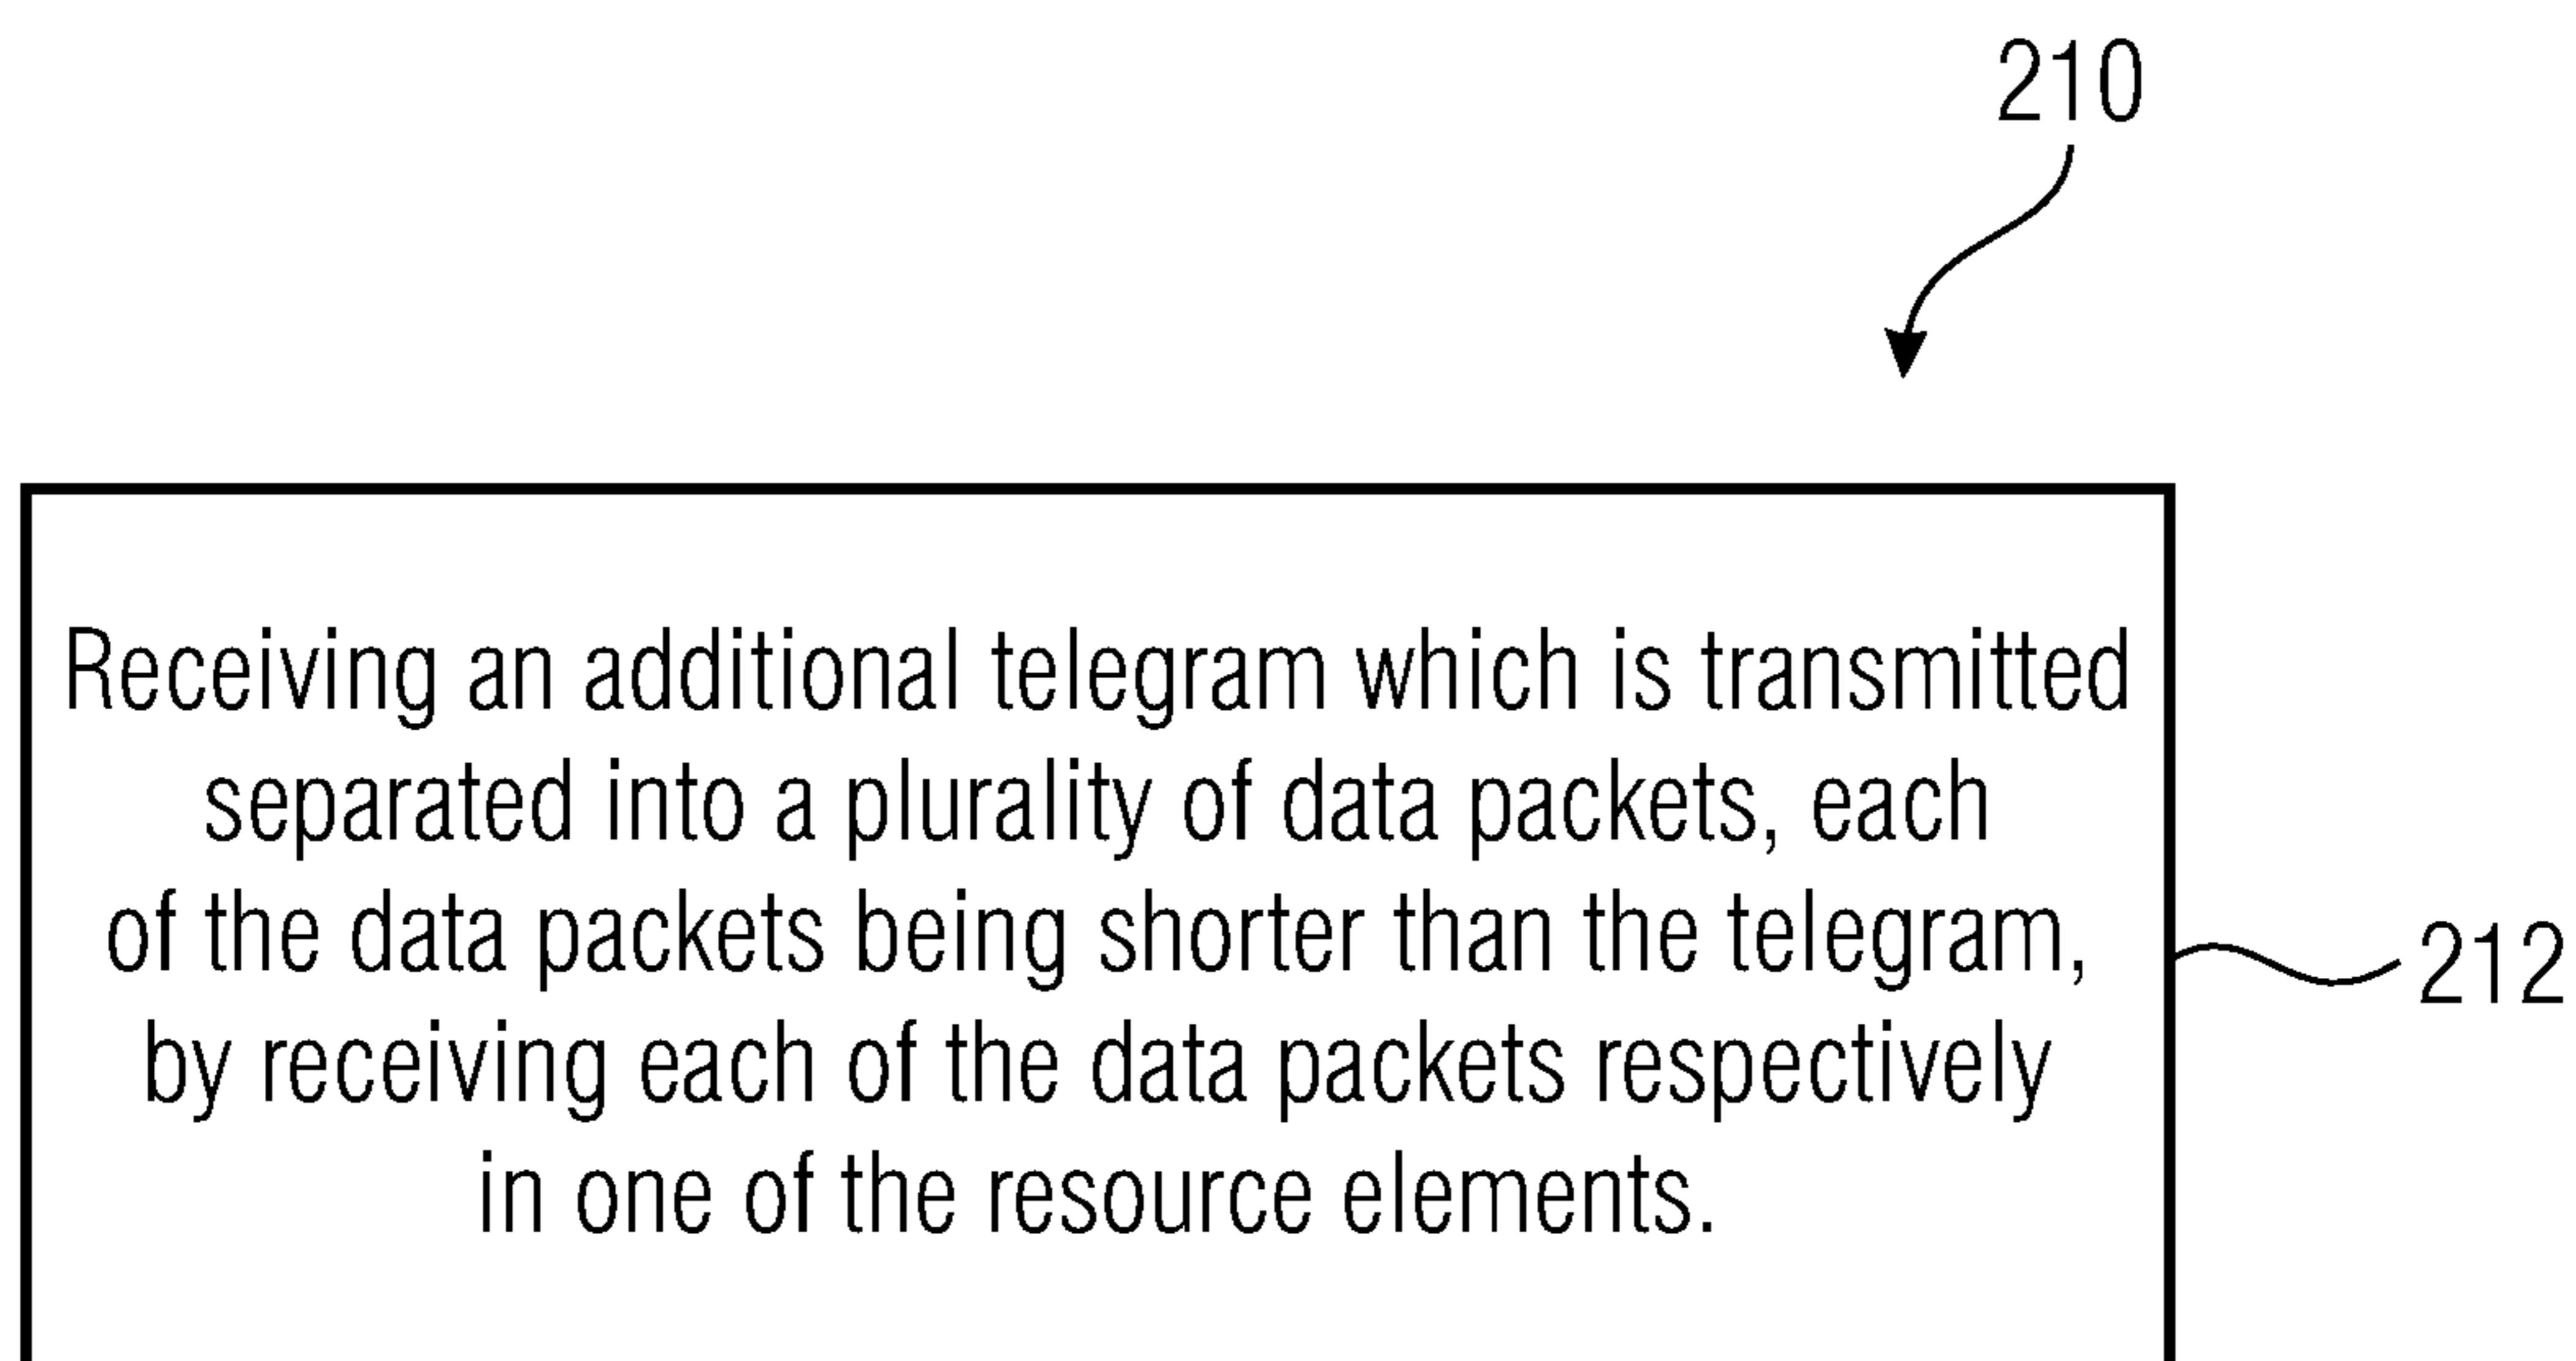 210
Receiving an additional telegram which is transmitted
separated into a plurality of data packets, each
of the data packets being shorter than the telegram,
by receiving each of the data packets respectively
in one of the resource elements.
212